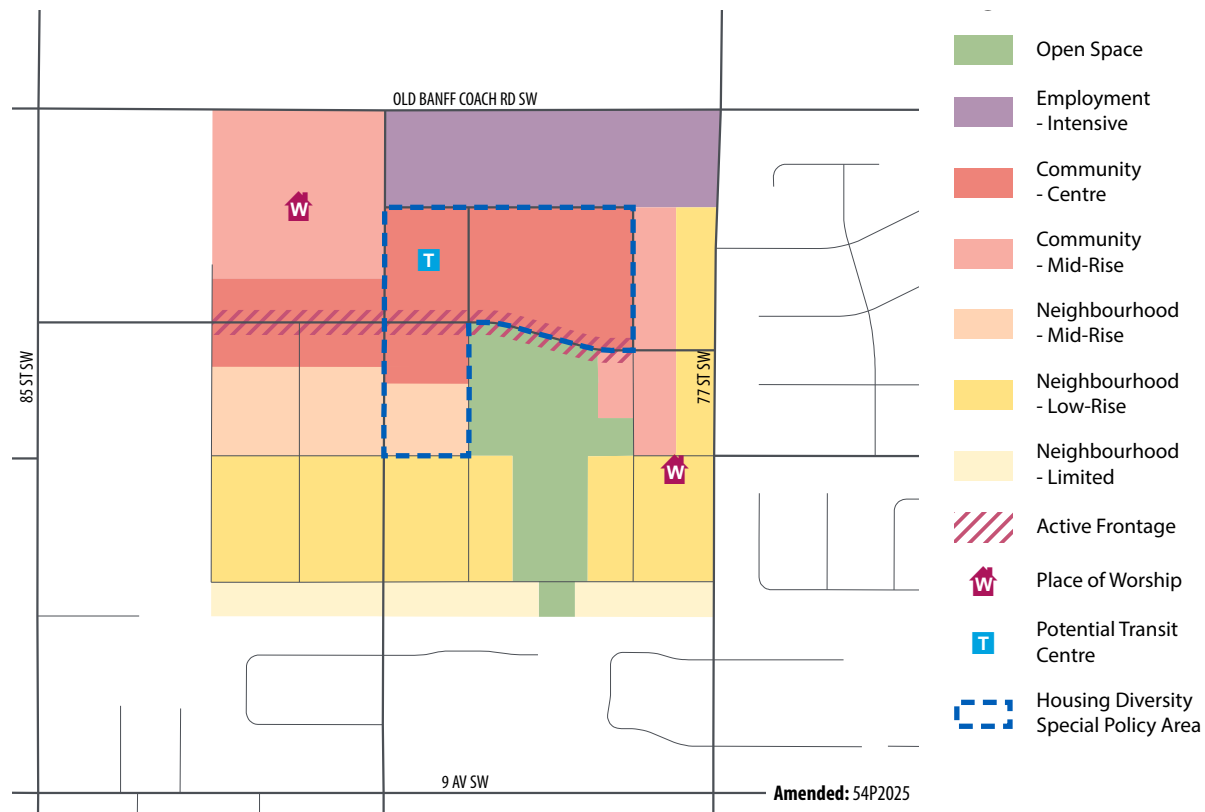 OLD BANFF COACH RD SW
W
T
85 ST SW
77 ST SW
W
9 AV SW
Amended: 54P2025
Open Space
Employment
- Intensive
Community
- Centre
Community
- Mid-Rise
Neighbourhood
- Mid-Rise
Neighbourhood
- Low-Rise
Neighbourhood
- Limited
Active Frontage
W
Place of Worship
T
Potential Transit
Centre
Housing Diversity
Special Policy Area